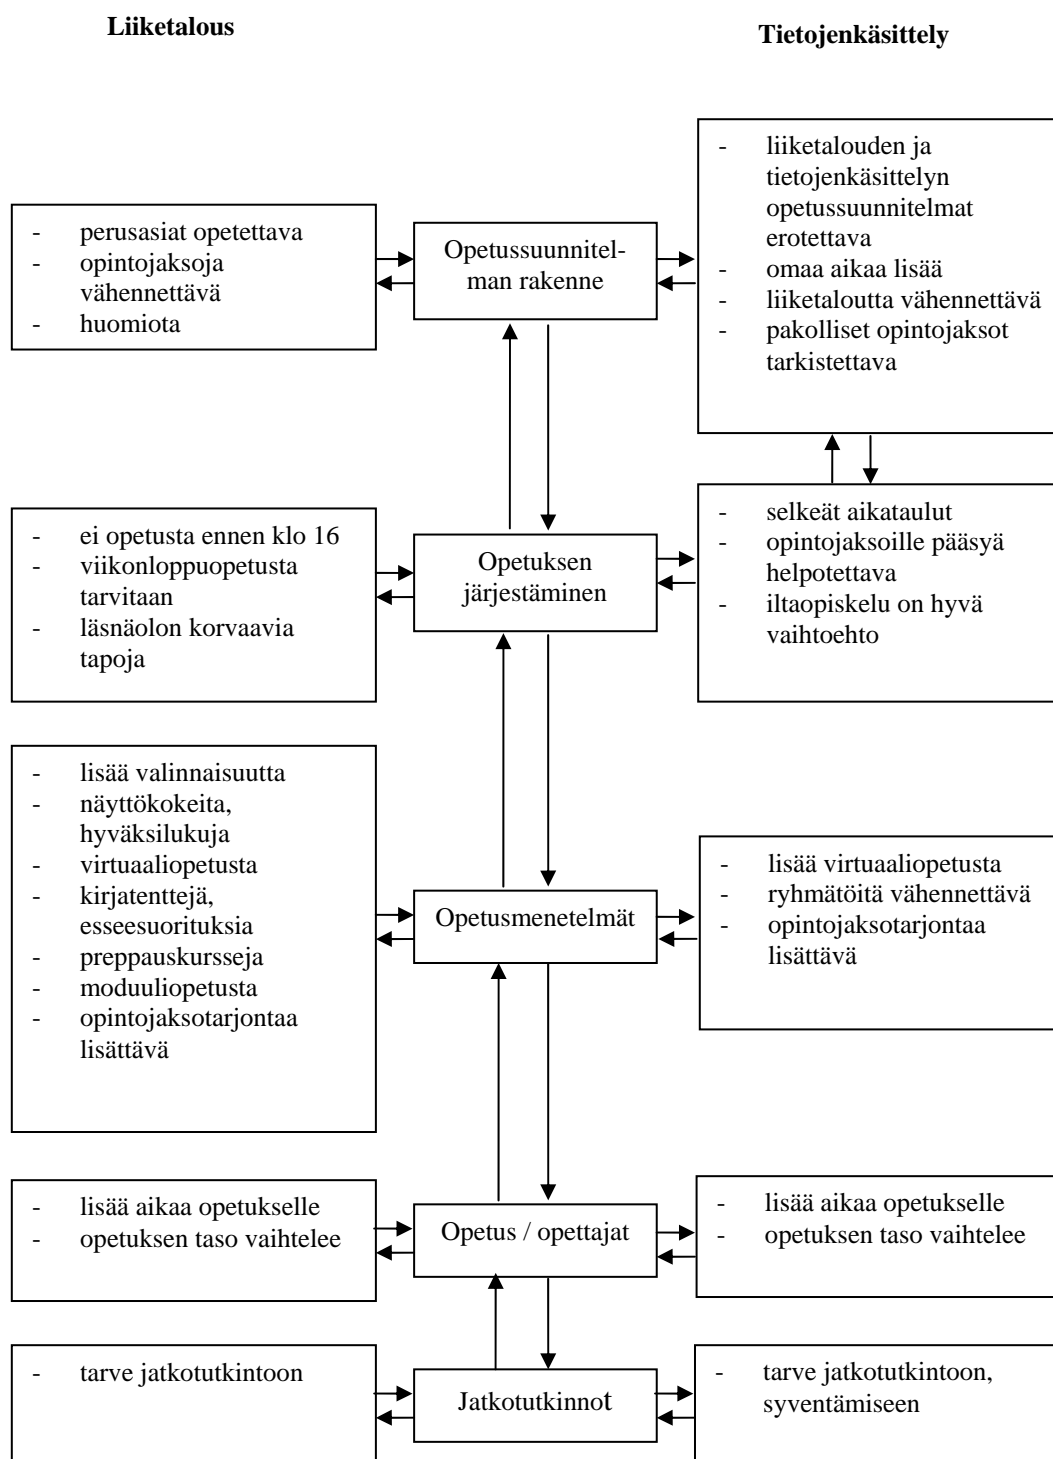 Liiketalous
Tietojenkäsittely
- perusasiat opetettava
- opintojaksoja
vähennettävä
- huomiota
Opetussuunnitel-
man rakenne
- liiketalouden ja
tietojenkäsittelyn
opetussuunnitelmat
erotettava
- omaa aikaa lisää
- liiketaloutta vähennettävä
- pakolliset opintojaksot
tarkistettava
- ei opetusta ennen klo 16
- viikonloppuopetusta
tarvitaan
- läsnäolon korvaavia
tapoja
Opetuksen
järjestäminen
- selkeät aikataulut
- opintojaksoille pääsyä
helpotettava
- iltaopiskelu on hyvä
vaihtoehto
- lisää valinnaisuutta
- näyttökokeita,
hyväksilukuja
- virtuaaliopetusta
- kirjatenttejä,
esseesuorituksia
- preppauskursseja
- moduuliopetusta
- opintojaksotarjontaa
lisättävä
Opetusmenetelmät
- lisää virtuaaliopetusta
- ryhmätöitä vähennettävä
- opintojaksotarjontaa
lisättävä
- lisää aikaa opetukselle
- opetuksen taso vaihtelee
Opetus / opettajat
- lisää aikaa opetukselle
- opetuksen taso vaihtelee
- tarve jatkotutkintoon
Jatkotutkinnot
- tarve jatkotutkintoon,
syventämiseen